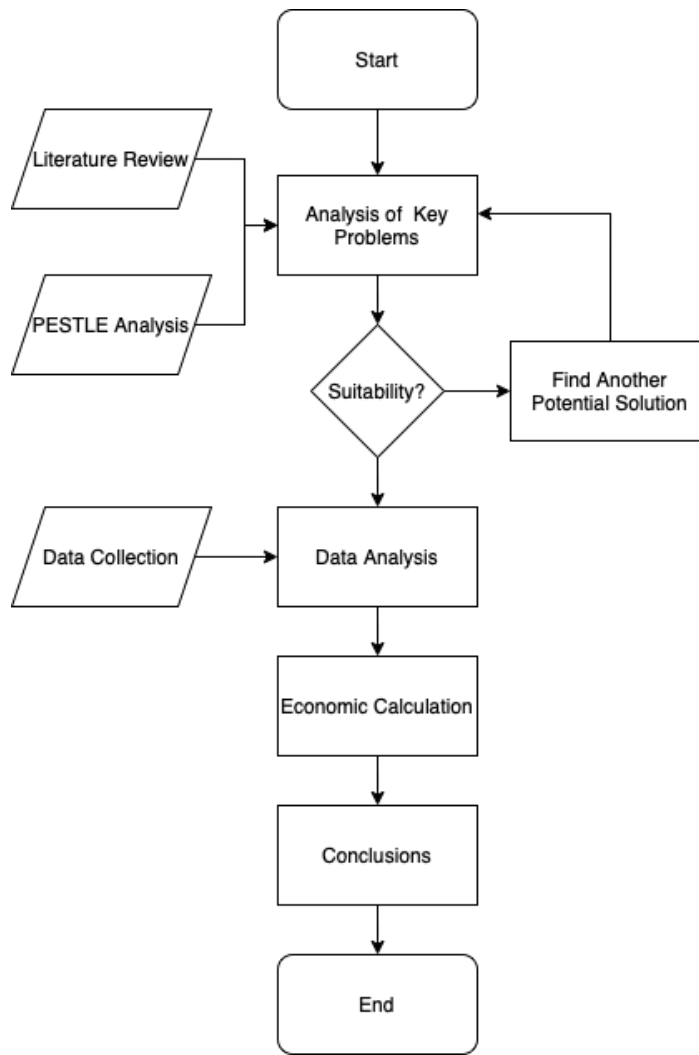 Start
Literature Review
Analysis of Key
Problems
PESTLE Analysis
Suitability?
Find Another
Potential Solution
Data Collection
Data Analysis
Economic Calculation
Conclusions
End